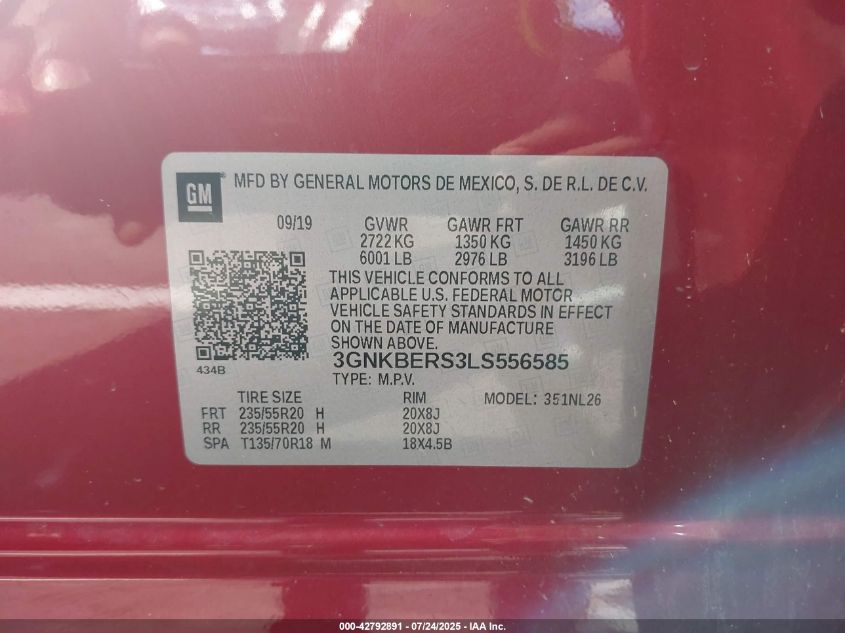 GM
MFD BY GENERAL MOTORS DE MEXICO, S. DE R.L. DE C.V.
09/19 GVWR GAWR FRT GAWR RR
2722 KG 1350 KG 1450 KG
6001 LB 2976 LB 3196 LB
THIS VEHICLE CONFORMS TO ALL
APPLICABLE U.S. FEDERAL MOTOR
VEHICLE SAFETY STANDARDS IN EFFECT
ON THE DATE OF MANUFACTURE
SHOWN ABOVE.
434B
3GNKBERS3LS556585
TYPE: M.P.V.
TIRE SIZE RIM MODEL: 351NL26
FRT 235/55R20 H 20X8J
RR 235/55R20 H 20X8J
SPA T135/70R18 M 18X4.5B
000-42792891 - 07/24/2025 - IAA Inc.